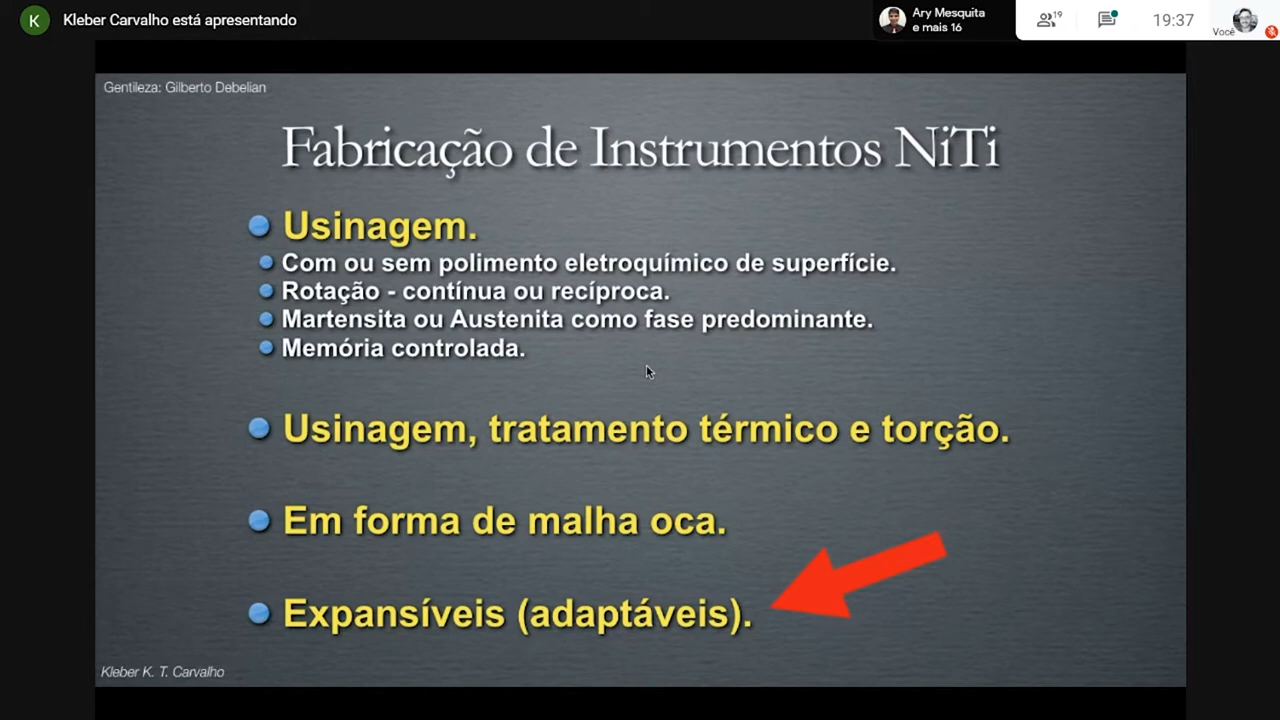 K
Kleber Carvalho está apresentando
Ary Mesquita
e mais 16
19
19:37
Você
Gentileza: Gilberto Debelian
Fabricação de Instrumentos NiTi
Usinagem.
Com ou sem polimento eletroquímico de superfície.
Rotação - contínua ou recíproca.
Martensita ou Austenita como fase predominante.
Memória controlada.
Usinagem, tratamento térmico e torção.
Em forma de malha oca.
Expansíveis (adaptáveis).
Kleber K. T. Carvalho